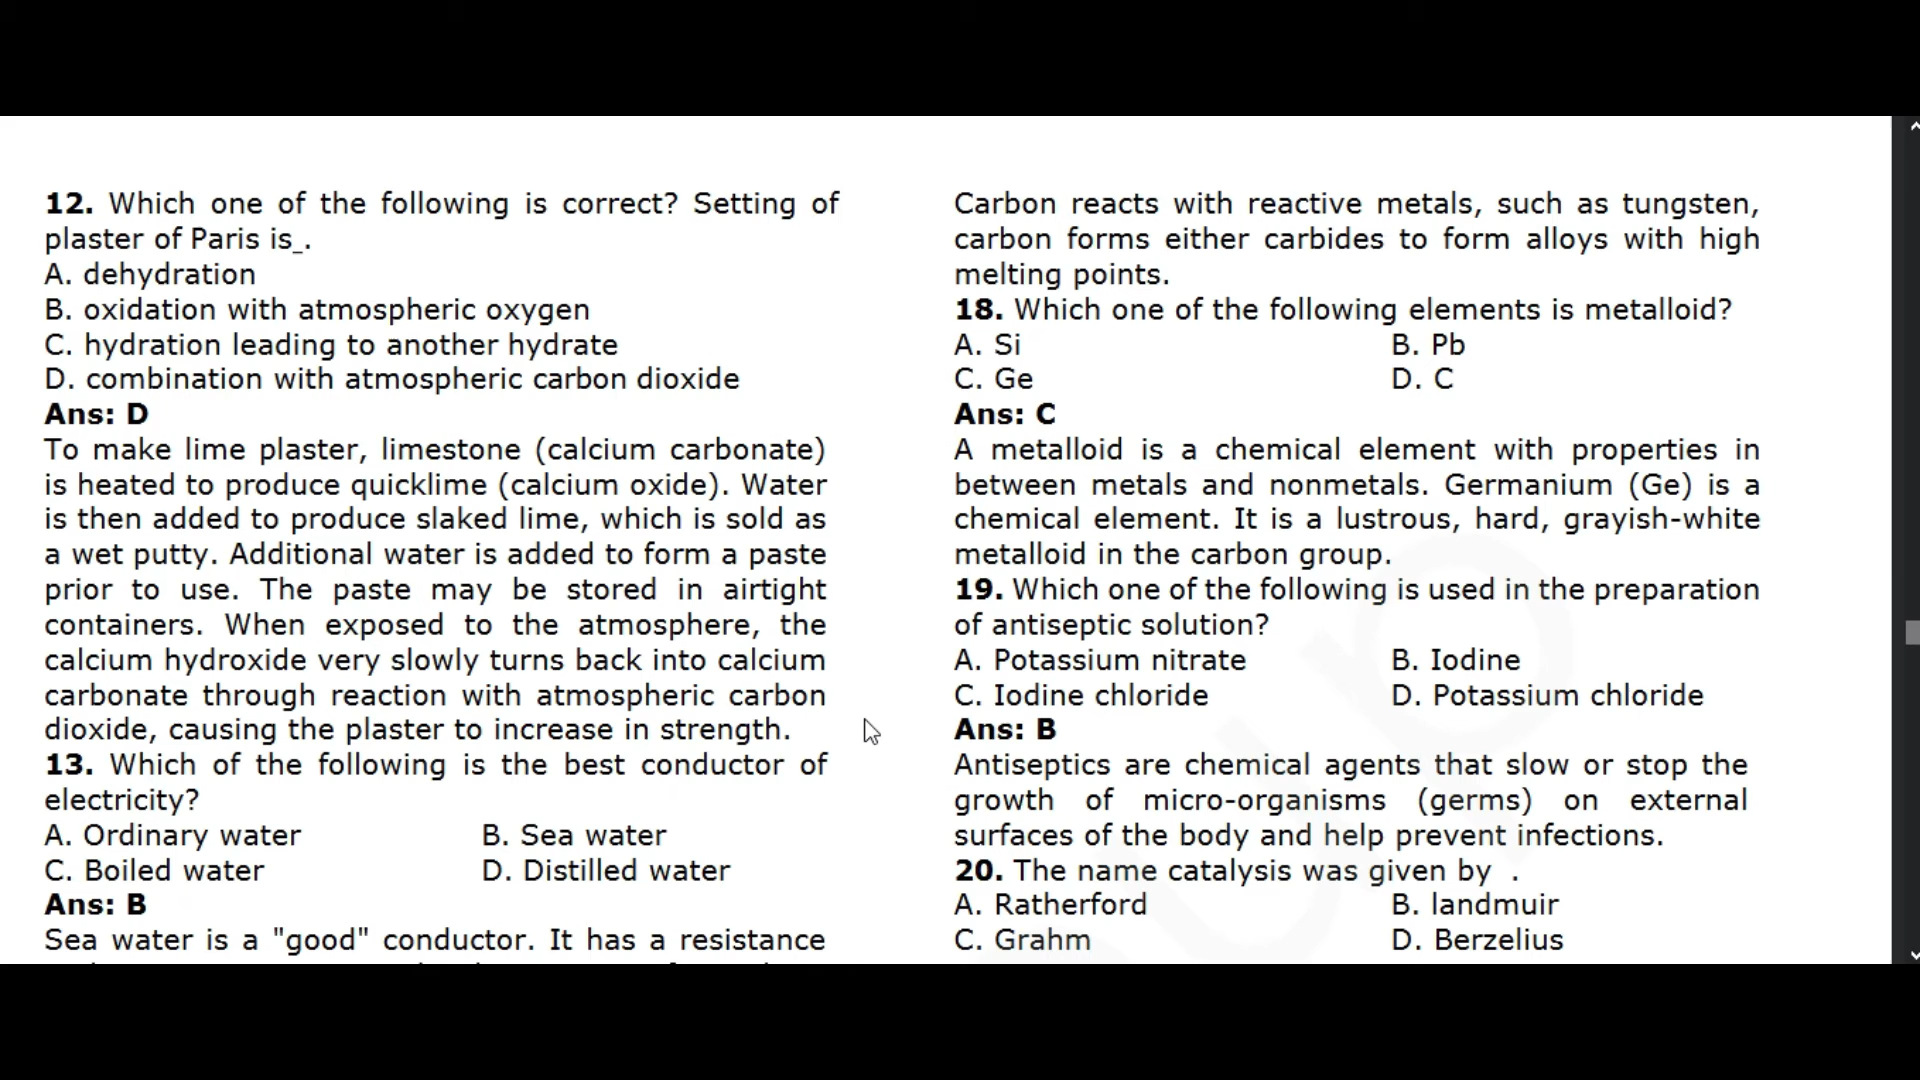 12. Which one of the following is correct? Setting of
plaster of Paris is_.
A. dehydration
B. oxidation with atmospheric oxygen
C. hydration leading to another hydrate
D. combination with atmospheric carbon dioxide
Ans: D
To make lime plaster, limestone (calcium carbonate)
is heated to produce quicklime (calcium oxide). Water
is then added to produce slaked lime, which is sold as
a wet putty. Additional water is added to form a paste
prior to use. The paste may be stored in airtight
containers. When exposed to the atmosphere, the
calcium hydroxide very slowly turns back into calcium
carbonate through reaction with atmospheric carbon
dioxide, causing the plaster to increase in strength.
13. Which of the following is the best conductor of
electricity?
A. Ordinary water B. Sea water
C. Boiled water D. Distilled water
Ans: B
Sea water is a "good" conductor. It has a resistance
Carbon reacts with reactive metals, such as tungsten,
carbon forms either carbides to form alloys with high
melting points.
18. Which one of the following elements is metalloid?
A. Si B. Pb
C. Ge D. C
Ans: C
A metalloid is a chemical element with properties in
between metals and nonmetals. Germanium (Ge) is a
chemical element. It is a lustrous, hard, grayish-white
metalloid in the carbon group.
19. Which one of the following is used in the preparation
of antiseptic solution?
A. Potassium nitrate B. Iodine
C. Iodine chloride D. Potassium chloride
Ans: B
Antiseptics are chemical agents that slow or stop the
growth of micro-organisms (germs) on external
surfaces of the body and help prevent infections.
20. The name catalysis was given by .
A. Ratherford B. landmuir
C. Grahm D. Berzelius